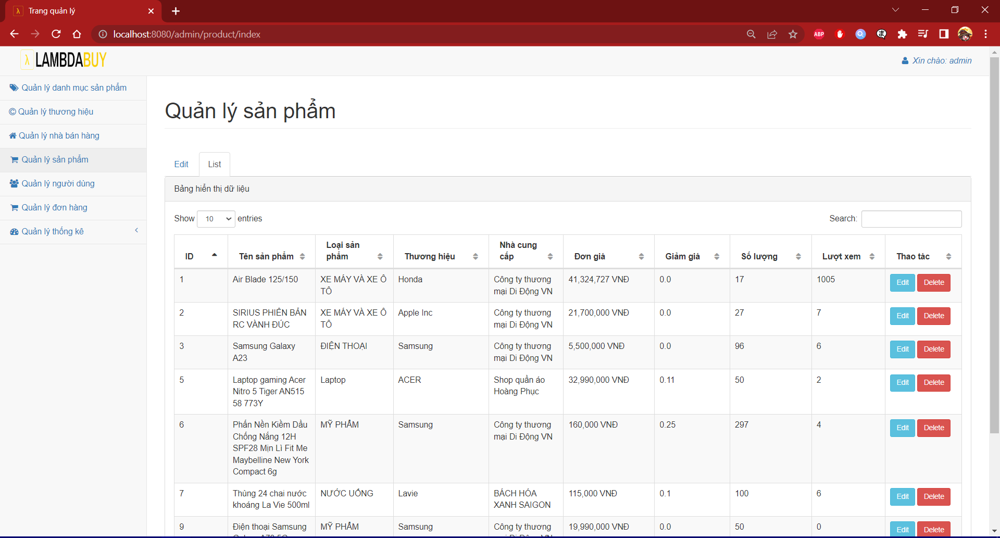 Trang quản lý
localhost:8080/admin/product/index
ABP
λ LAMBDABUY
Xin chào: admin
Quản lý danh mục sản phẩm
Quản lý thương hiệu
Quản lý nhà bán hàng
Quản lý sản phẩm
Quản lý người dùng
Quản lý đơn hàng
Quản lý thống kê
Quản lý sản phẩm
Edit List
Bảng hiển thị dữ liệu
Show 10 entries Search:
ID Tên sản phẩm Loại sản phẩm Thương hiệu Nhà cung cấp Đơn giá Giảm giá Số lượng Lượt xem Thao tác
1 Air Blade 125/150 XE MÁY VÀ XE Ô Honda Công ty thương 41,324,727 VNĐ 0.0 17 1005 Edit Delete
TÔ mại Di Động VN
2 SIRIUS PHIÊN BẢN XE MÁY VÀ XE Ô Apple Inc Công ty thương 21,700,000 VNĐ 0.0 27 7 Edit Delete
RC VÀNH ĐÚC TÔ mại Di Động VN
3 Samsung Galaxy ĐIỆN THOẠI Samsung Công ty thương 5,500,000 VNĐ 0.0 96 6 Edit Delete
A23 mại Di Động VN
5 Laptop gaming Acer Laptop ACER Shop quần áo 32,990,000 VNĐ 0.11 50 2 Edit Delete
Nitro 5 Tiger AN515 Hoàng Phục
58 773Y
6 Phấn Nền Kiềm Dầu MỸ PHẨM Samsung Công ty thương 160,000 VNĐ 0.25 297 4 Edit Delete
Chống Nắng 12H mại Di Động VN
SPF28 Mịn Lì Fit Me
Maybelline New York
Compact 6g
7 Thùng 24 chai nước NƯỚC UỐNG Lavie BÁCH HÓA 115,000 VNĐ 0.1 100 6 Edit Delete
khoáng La Vie 500ml XANH SAIGON
9 Điện thoại Samsung MỸ PHẨM Samsung Công ty thương 19,990,000 VNĐ 0.0 50 0 Edit Delete
mại Di Động VN